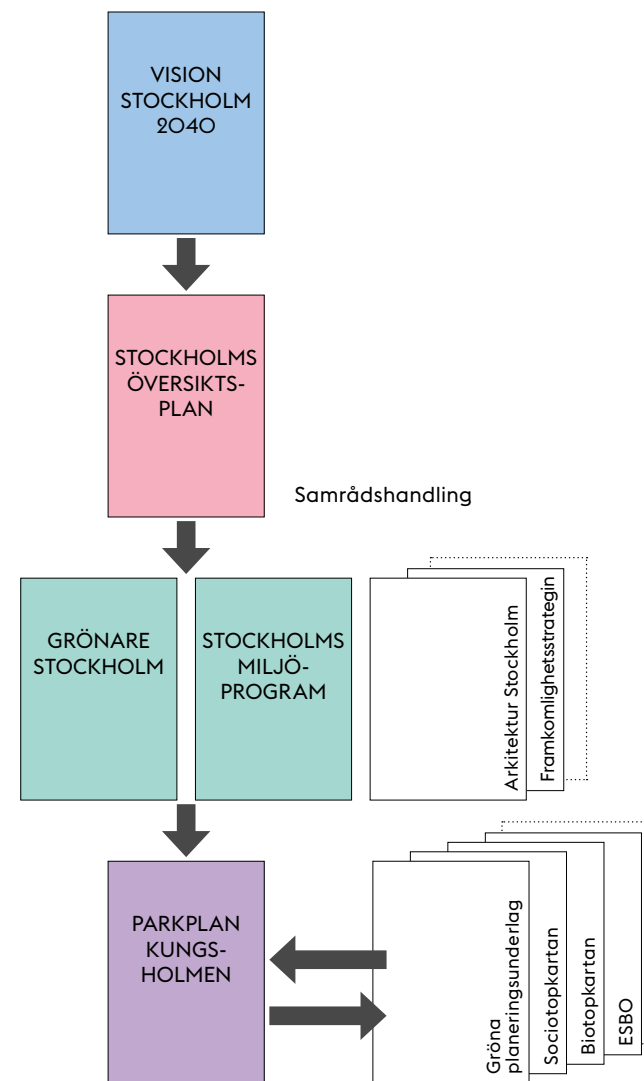 VISION
STOCKHOLM
2040
STOCKHOLMS
ÖVERSIKTS-
PLAN
Samrådshandling
GRÖNARE
STOCKHOLM
STOCKHOLMS
MILJÖ-
PROGRAM
Arkitektur Stockholm
Framkomlighetsstrategin
PARKPLAN
KUNGS-
HOLMEN
Gröna
planeringsunderlag
Sociotopkartan
Biotopkartan
ESBO